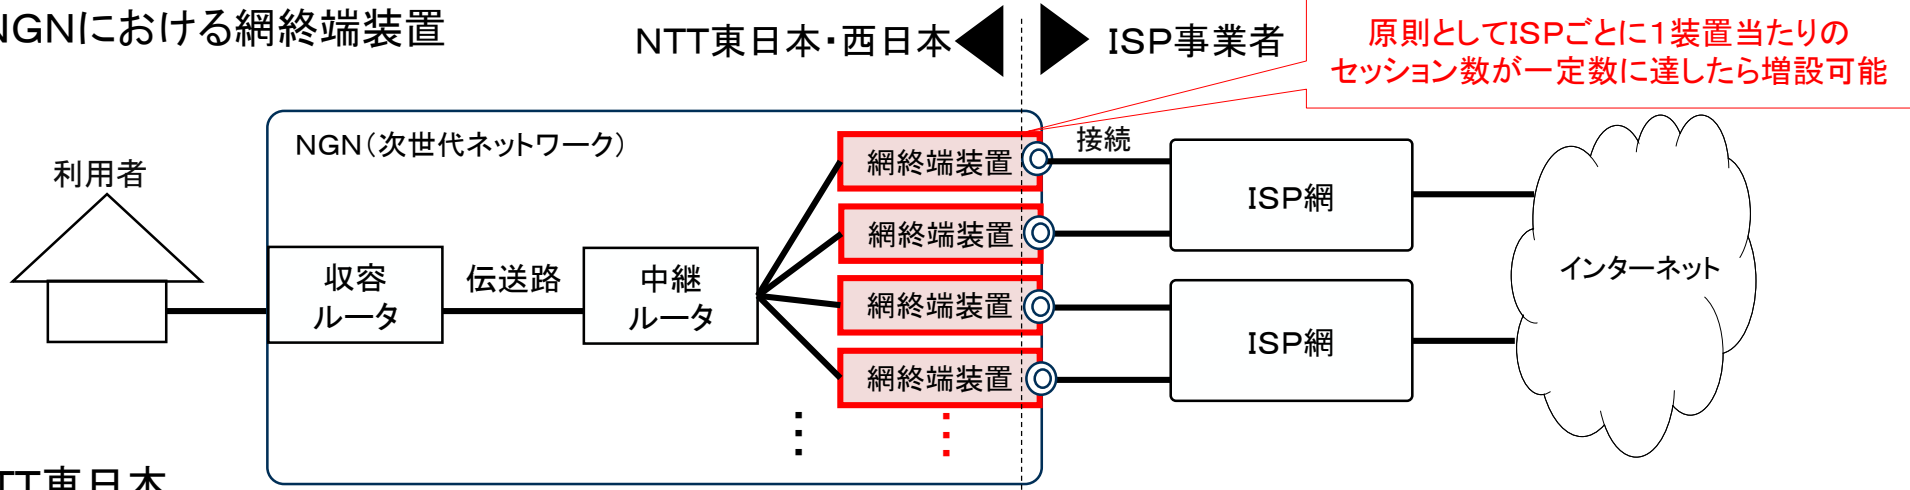 NGNにおける網終端装置
NTT東日本・西日本
ISP事業者
原則としてISPごとに1装置当たりの
セッション数が一定数に達したら増設可能
NGN(次世代ネットワーク)
利用者
収容
ルータ
伝送路
中継
ルータ
網終端装置
網終端装置
網終端装置
網終端装置
接続
ISP網
ISP網
インターネット
NTT東日本